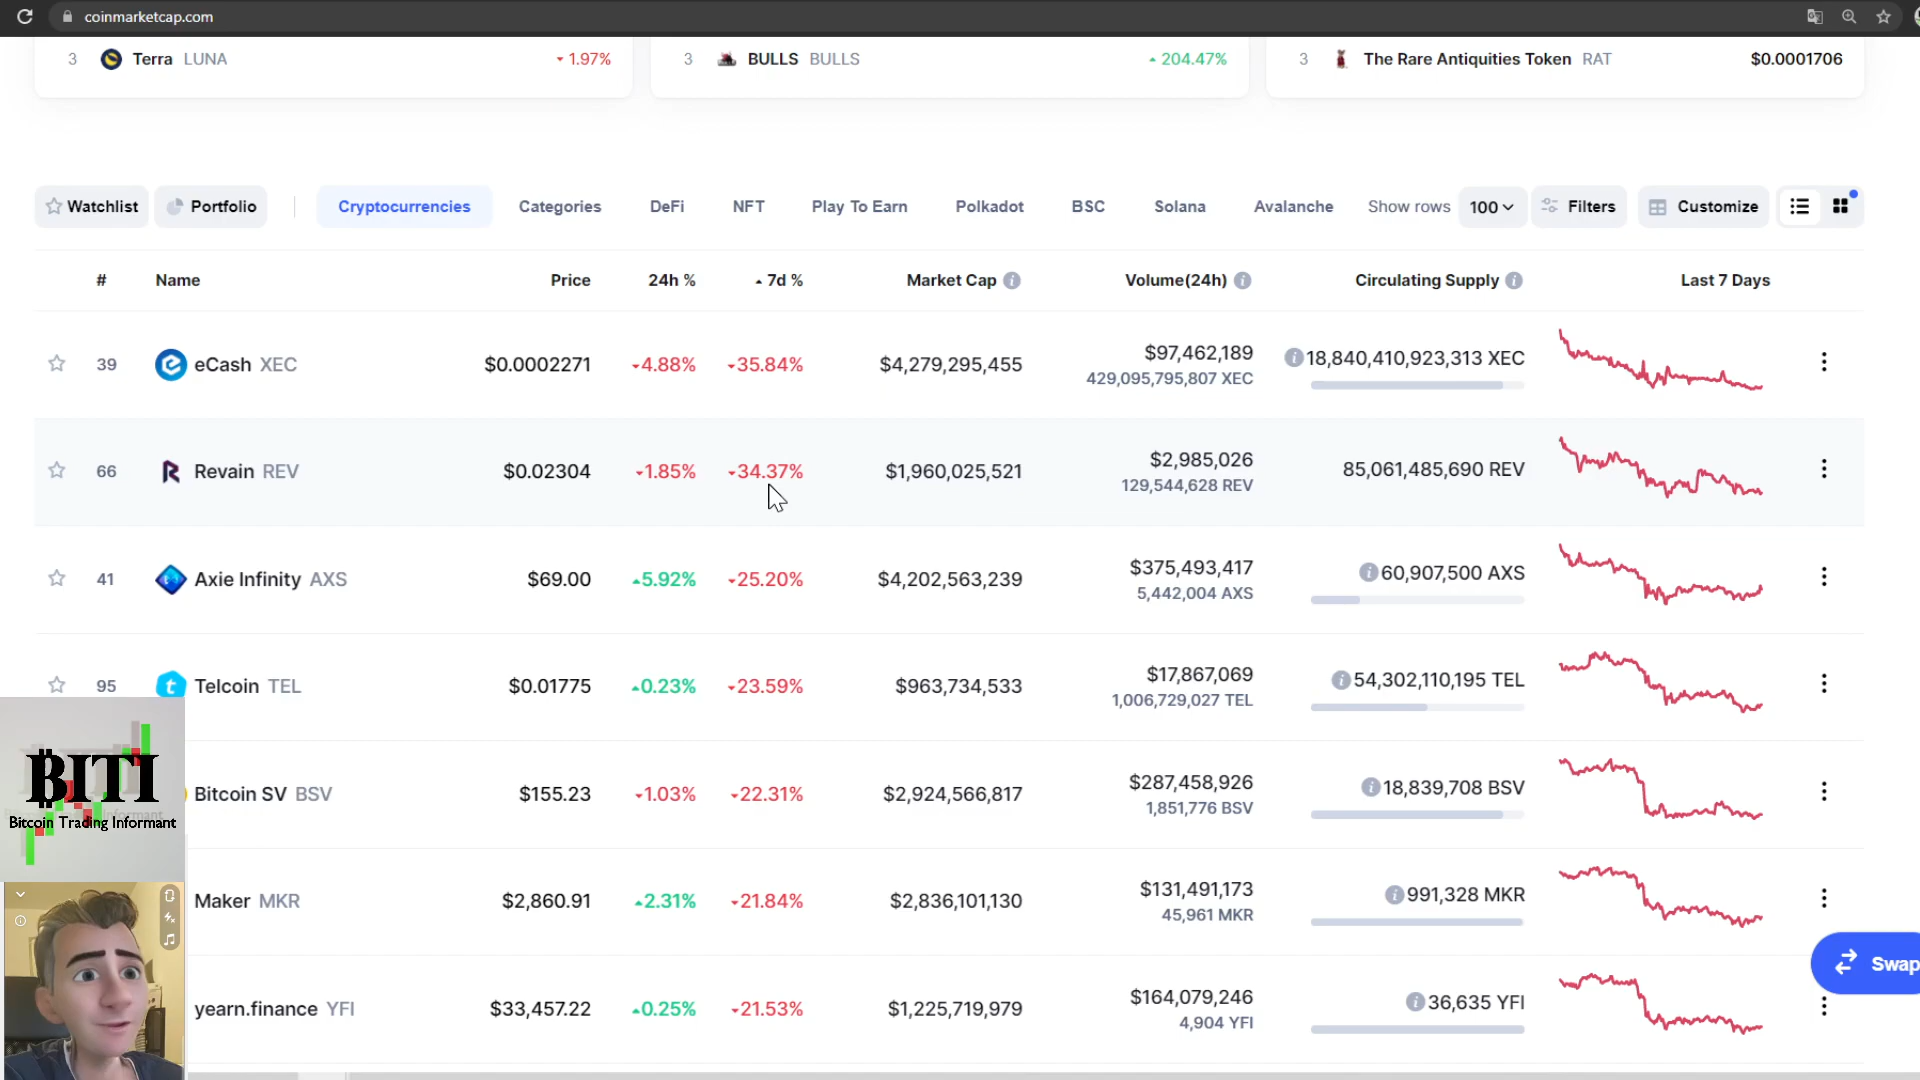 coinmarketcap.com
3 Terra LUNA 1.97%
3 BULLS BULLS 204.47%
3 The Rare Antiquities Token RAT $0.0001706
Watchlist Portfolio Cryptocurrencies Categories DeFi NFT Play To Earn Polkadot BSC Solana Avalanche Show rows 100 Filters Customize
# Name Price 24h % 7d % Market Cap Volume(24h) Circulating Supply Last 7 Days
39 eCash XEC $0.0002271 4.88% 35.84% $4,279,295,455 $97,462,189 18,840,410,923,313 XEC
429,095,795,807 XEC
66 Revain REV $0.02304 1.85% 34.37% $1,960,025,521 $2,985,026 85,061,485,690 REV
129,544,628 REV
41 Axie Infinity AXS $69.00 5.92% 25.20% $4,202,563,239 $375,493,417 60,907,500 AXS
5,442,004 AXS
95 Telcoin TEL $0.01775 0.23% 23.59% $963,734,533 $17,867,069 54,302,110,195 TEL
1,006,729,027 TEL
Bitcoin SV BSV $155.23 1.03% 22.31% $2,924,566,817 $287,458,926 18,839,708 BSV
1,851,776 BSV
Maker MKR $2,860.91 2.31% 21.84% $2,836,101,130 $131,491,173 991,328 MKR
45,961 MKR
yearn.finance YFI $33,457.22 0.25% 21.53% $1,225,719,979 $164,079,246 36,635 YFI
4,904 YFI
Swap
BITI
Bitcoin Trading Informant